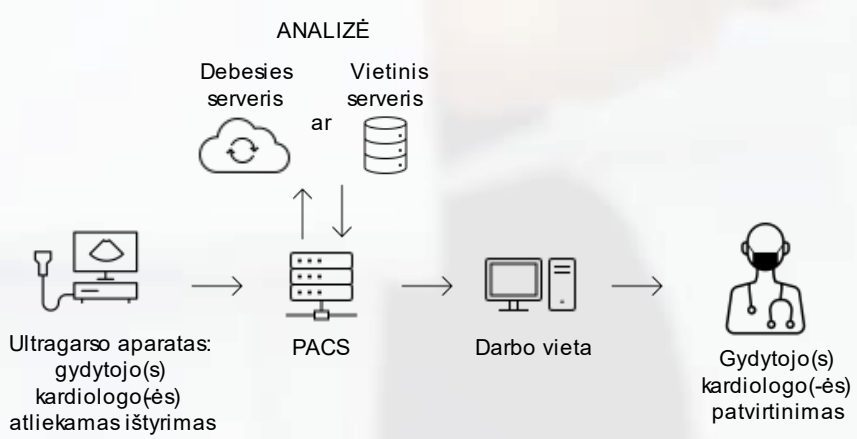 ANALIZĖ
Debesies
serveris
ar
Vietinis
serveris
Ultragarso aparatas:
gydytojo(s)
kardiologo(-ės)
atliekamas ištyrimas
PACS
Darbo vieta
Gydytojo(s)
kardiologo(-ės)
patvirtinimas